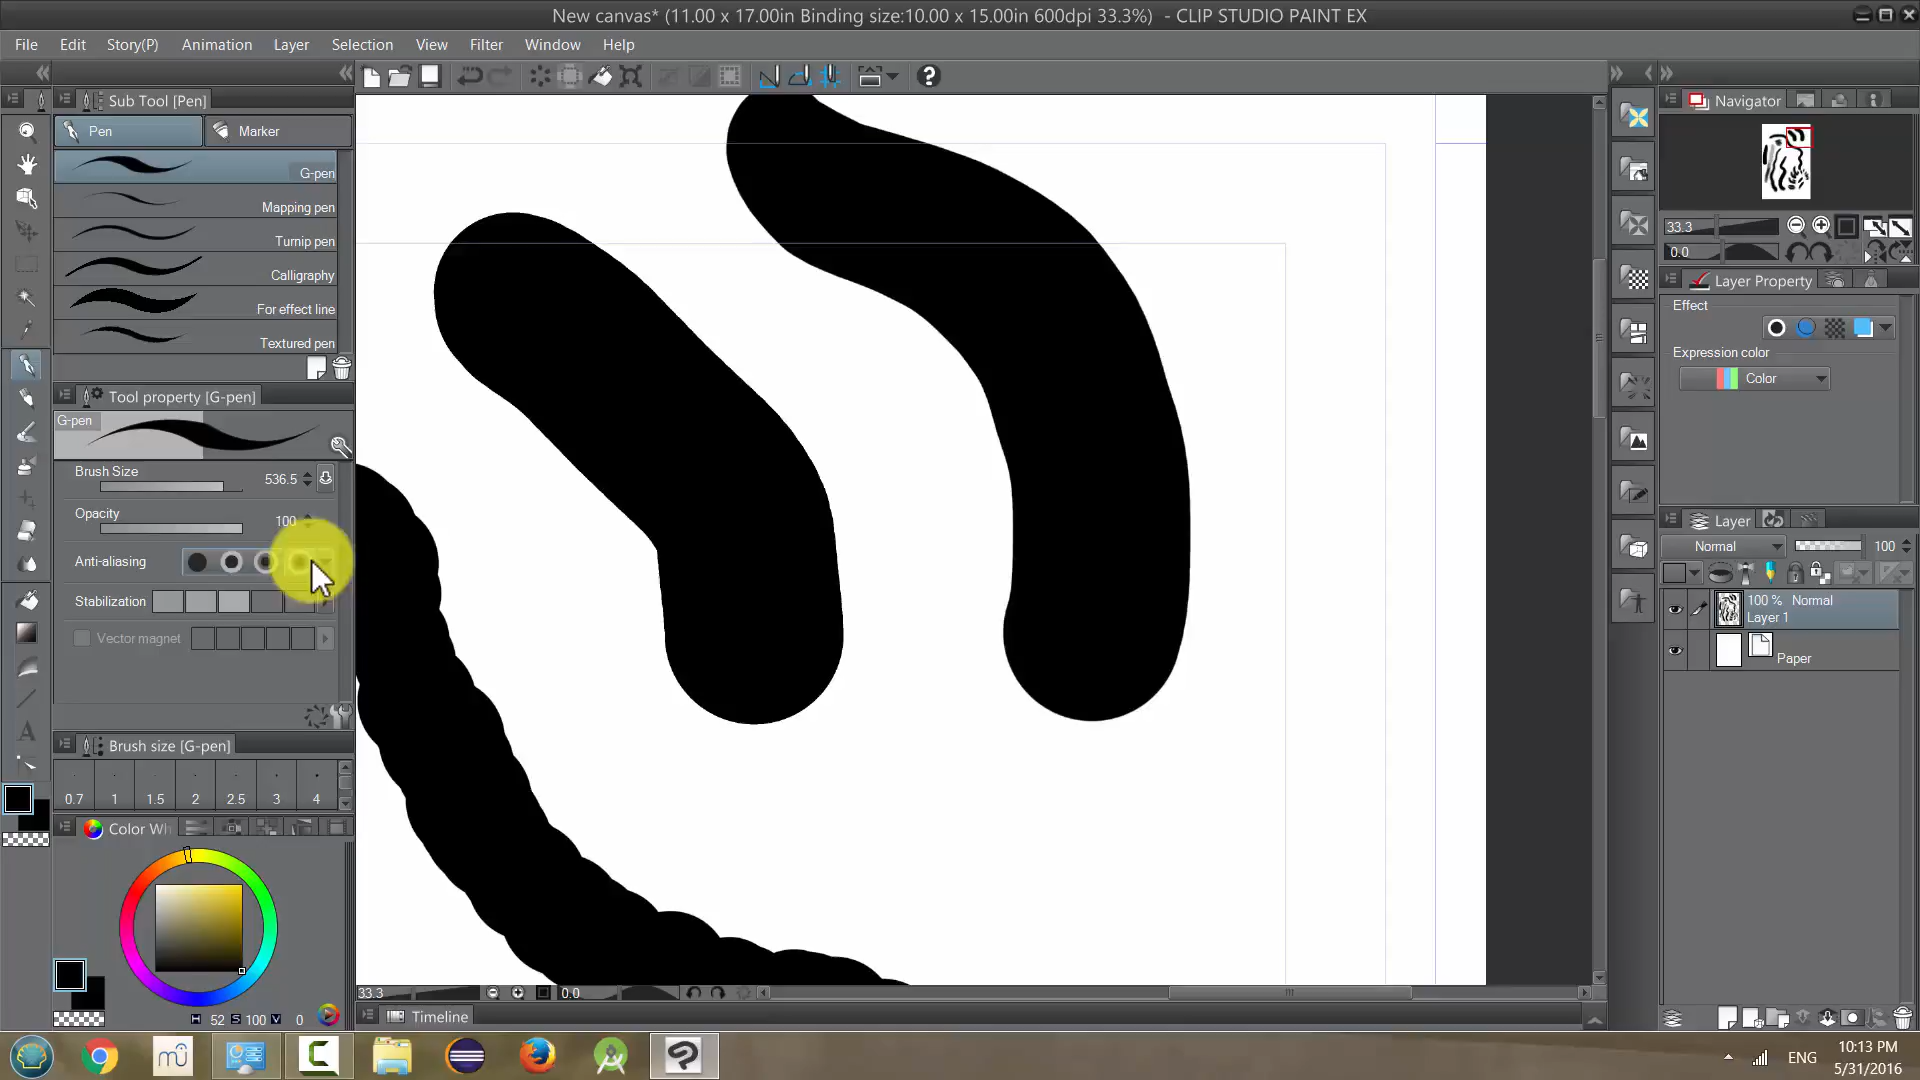 New canvas* (11.00 x 17.00in Binding size:10.00 x 15.00in 600dpi 33.3%) - CLIP STUDIO PAINT EX
File Edit Story(P) Animation Layer Selection View Filter Window Help
Sub Tool [Pen]
Pen Marker
G-pen
Mapping pen
Turnip pen
Calligraphy
For effect line
Textured pen
Tool property [G-pen]
G-pen
Brush Size 536.5
Opacity 100
Anti-aliasing
Stabilization
Vector magnet
Brush size [G-pen]
0.7 1 1.5 2 2.5 3 4
Color Wh
H 52 S 100 V 0
33.3 0.0
Timeline
Navigator
33.3
0.0
Layer Property
Effect
Expression color
Color
Layer
Normal 100
100 % Normal
Layer 1
Paper
ENG
10:13 PM
5/31/2016